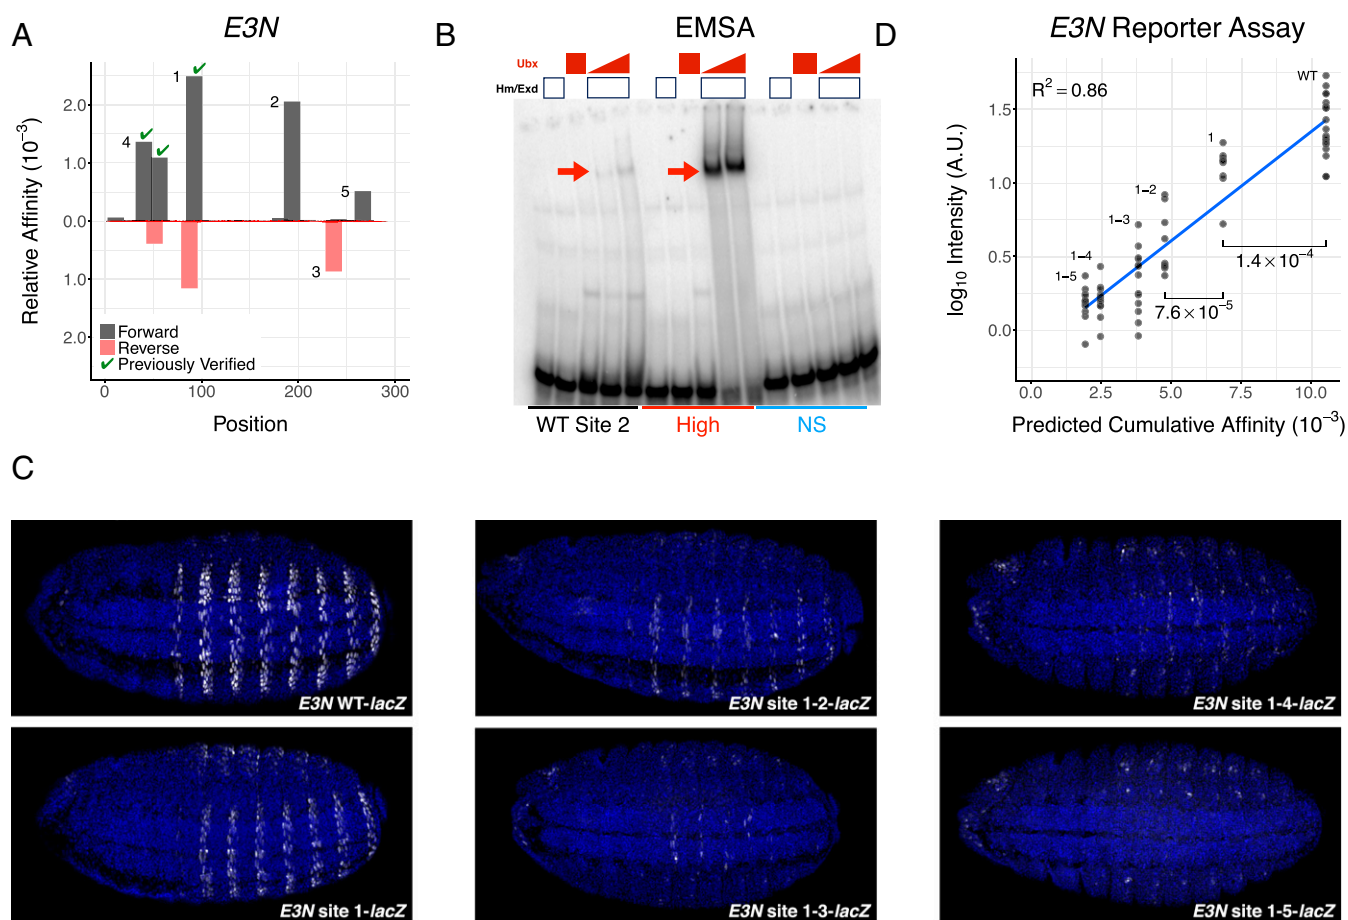 A
E3N
Relative Affinity (10⁻³)
2.0
1.0
0.0
1.0
2.0
1
2
4
5
3
Forward
Reverse
✓ Previously Verified
0
100
200
300
Position
B
EMSA
Ubx
Hm/Exd
WT Site 2
High
NS
D
E3N Reporter Assay
R² = 0.86
WT
1
1–2
1–3
1–4
1–5
1.4 × 10⁻⁴
7.6 × 10⁻⁵
log₁₀ Intensity (A.U.)
1.5
1.0
0.5
0.0
0.0
2.5
5.0
7.5
10.0
Predicted Cumulative Affinity (10⁻³)
C
E3N WT-lacZ
E3N site 1-2-lacZ
E3N site 1-4-lacZ
E3N site 1-lacZ
E3N site 1-3-lacZ
E3N site 1-5-lacZ